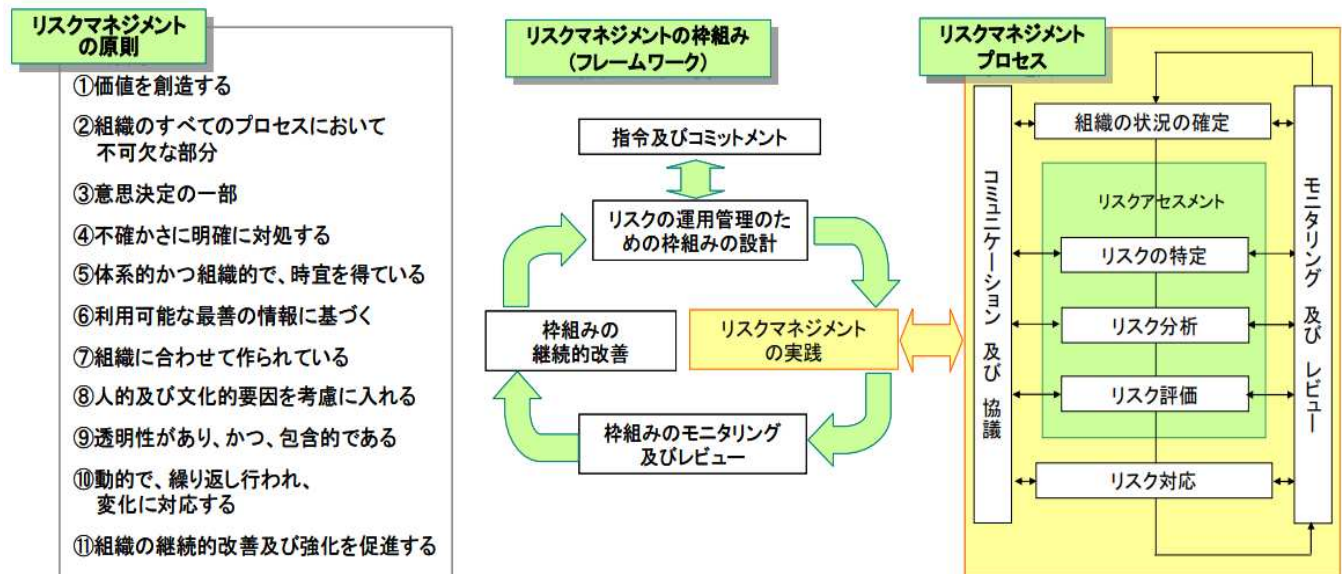 リスクマネジメント
の原則
①価値を創造する
②組織のすべてのプロセスにおいて
不可欠な部分
③意思決定の一部
④不確かさに明確に対処する
⑤体系的かつ組織的で、時宜を得ている
⑥利用可能な最善の情報に基づく
⑦組織に合わせて作られている
⑧人的及び文化的要因を考慮に入れる
⑨透明性があり、かつ、包含的である
⑩動的で、繰り返し行われ、
変化に対応する
⑪組織の継続的改善及び強化を促進する
リスクマネジメントの枠組み
(フレームワーク)
指令及びコミットメント
リスクの運用管理のた
めの枠組みの設計
枠組みの
継続的改善
リスクマネジメント
の実践
枠組みのモニタリング
及びレビュー
リスクマネジメント
プロセス
コミュニケーション 及び 協議
組織の状況の確定
リスクアセスメント
リスクの特定
リスク分析
リスク評価
リスク対応
モニタリング 及び レビュー